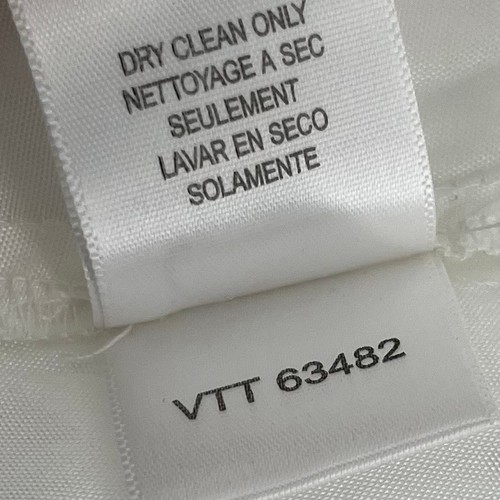 DRY CLEAN ONLY
NETTOYAGE A SEC
SEULEMENT
LAVAR EN SECO
SOLAMENTE
VTT 63482